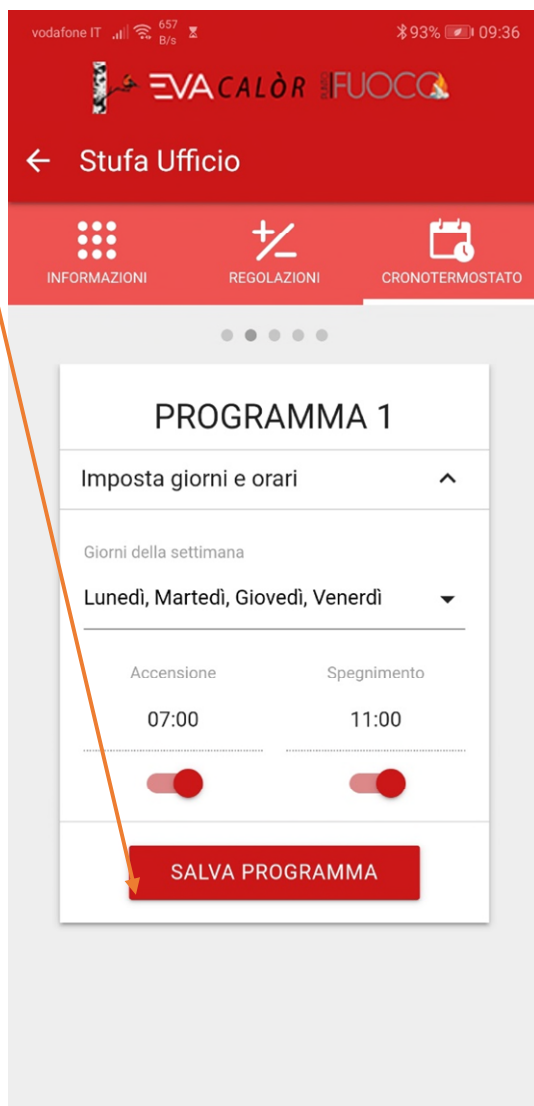 vodafone IT 657 B/s 93% 09:36
EVA CALÒR PURO FUOCO
Stufa Ufficio
INFORMAZIONI REGOLAZIONI CRONOTERMOSTATO
PROGRAMMA 1
Imposta giorni e orari
Giorni della settimana
Lunedì, Martedì, Giovedì, Venerdì
Accensione Spegnimento
07:00 11:00
SALVA PROGRAMMA